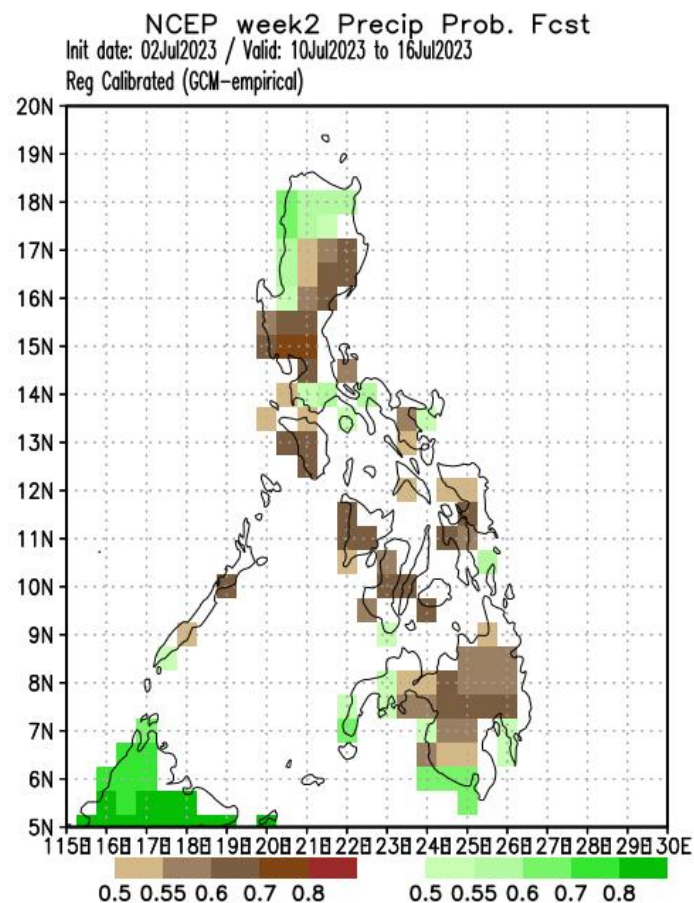 NCEP week2 Precip Prob. Fcst
Init date: 02Jul2023 / Valid: 10Jul2023 to 16Jul2023
Reg Calibrated (GCM-empirical)
20N
19N
18N
17N
16N
15N
14N
13N
12N
11N
10N
9N
8N
7N
6N
5N
115E 116E 117E 118E 119E 120E 121E 122E 123E 124E 125E 126E 127E 128E 129E 130E
0.5 0.55 0.6 0.7 0.8 0.5 0.55 0.6 0.7 0.8